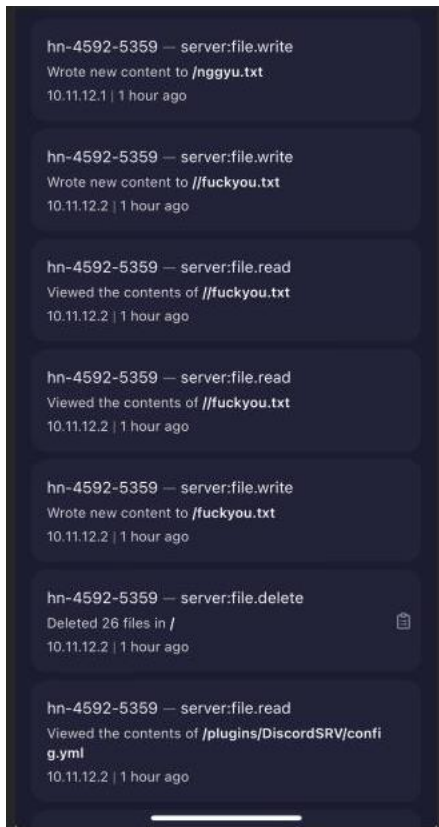 hn-4592-5359 — server:file.write
Wrote new content to /nggyu.txt
10.11.12.1 | 1 hour ago
hn-4592-5359 — server:file.write
Wrote new content to //fuckyou.txt
10.11.12.2 | 1 hour ago
hn-4592-5359 — server:file.read
Viewed the contents of //fuckyou.txt
10.11.12.2 | 1 hour ago
hn-4592-5359 — server:file.read
Viewed the contents of //fuckyou.txt
10.11.12.2 | 1 hour ago
hn-4592-5359 — server:file.write
Wrote new content to /fuckyou.txt
10.11.12.2 | 1 hour ago
hn-4592-5359 — server:file.delete
Deleted 26 files in /
10.11.12.2 | 1 hour ago
hn-4592-5359 — server:file.read
Viewed the contents of /plugins/DiscordSRV/confi
g.yml
10.11.12.2 | 1 hour ago